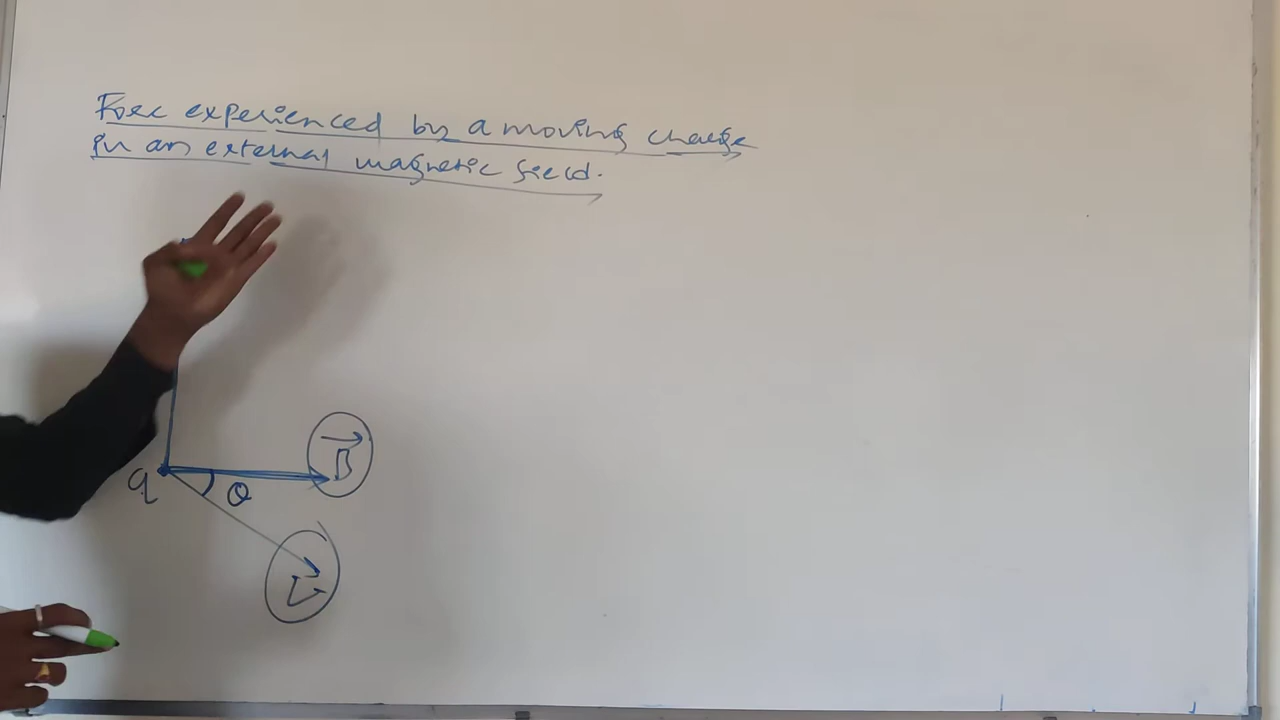 Force experienced by a moving charge
in an external magnetic field.
B
q
θ